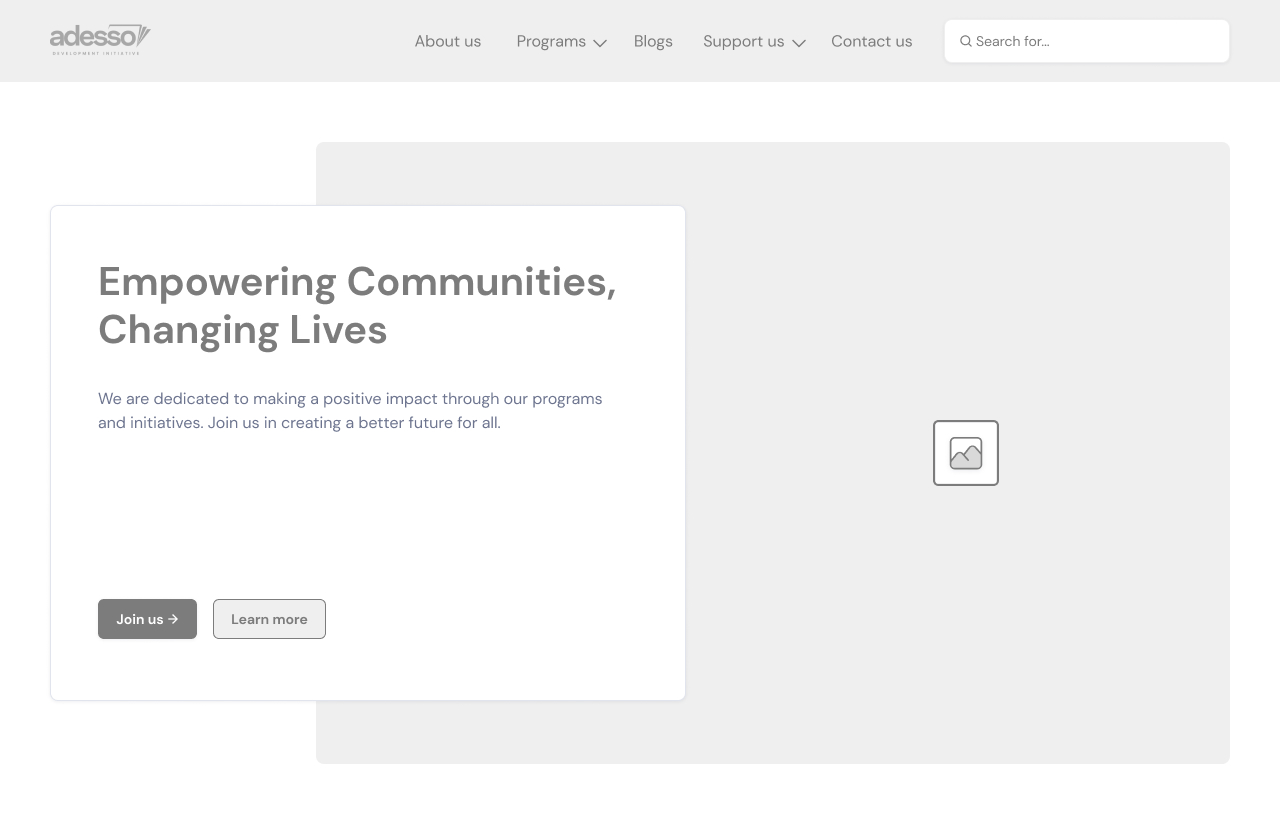 adesso
DEVELOPMENT INITIATIVE
About us
Programs
Blogs
Support us
Contact us
Search for...
Empowering Communities,
Changing Lives
We are dedicated to making a positive impact through our programs
and initiatives. Join us in creating a better future for all.
Join us →
Learn more